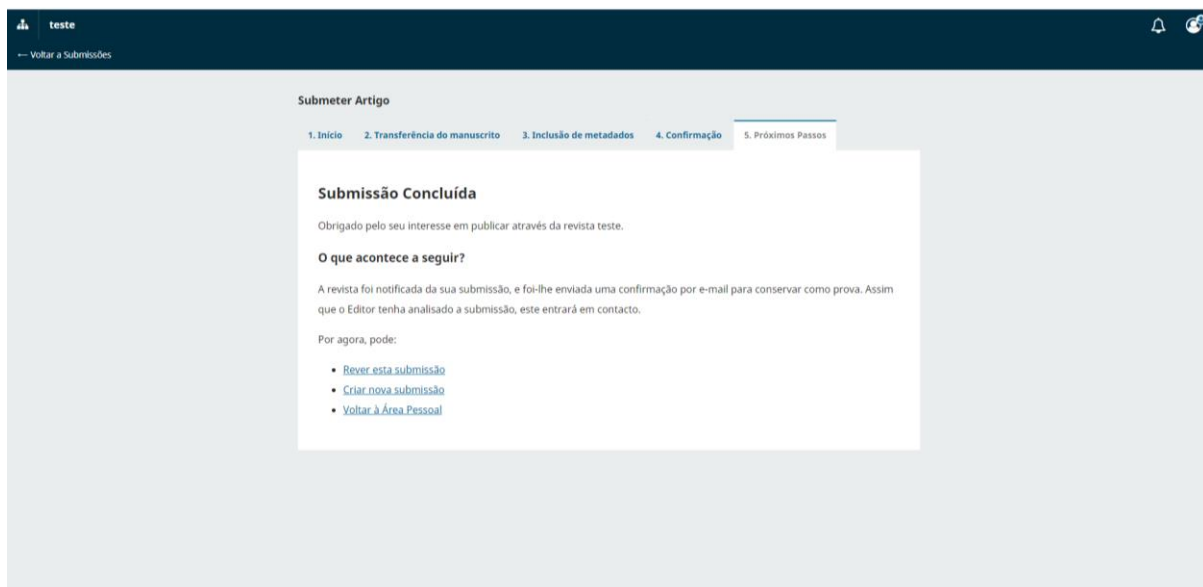 teste
← Voltar a Submissões
Submeter Artigo
1. Início 2. Transferência do manuscrito 3. Inclusão de metadados 4. Confirmação 5. Próximos Passos
Submissão Concluída
Obrigado pelo seu interesse em publicar através da revista teste.
O que acontece a seguir?
A revista foi notificada da sua submissão, e foi-lhe enviada uma confirmação por e-mail para conservar como prova. Assim
que o Editor tenha analisado a submissão, este entrará em contacto.
Por agora, pode:
• Rever esta submissão
• Criar nova submissão
• Voltar à Área Pessoal